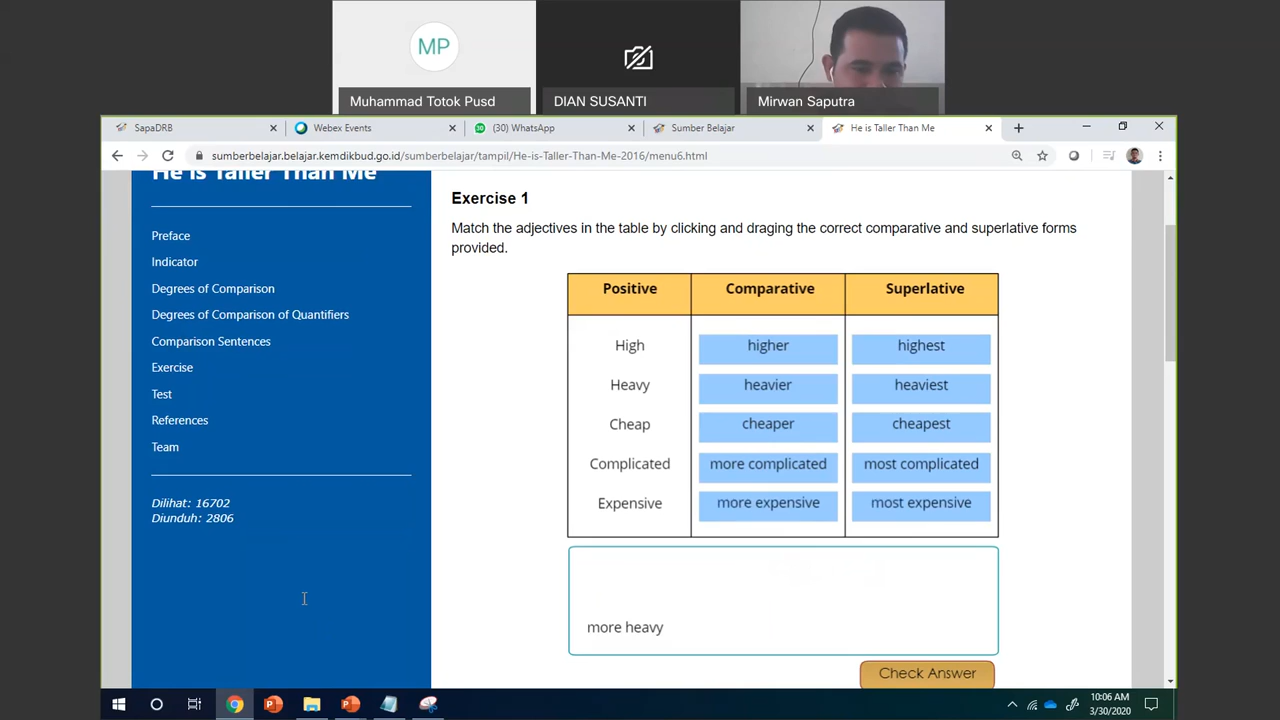 MP
Muhammad Totok Pusd
DIAN SUSANTI
Mirwan Saputra
SapaDRB
Webex Events
(30) WhatsApp
Sumber Belajar
He is Taller Than Me
sumberbelajar.belajar.kemdikbud.go.id/sumberbelajar/tampil/He-is-Taller-Than-Me-2016/menu6.html
He is Taller Than Me
Preface
Indicator
Degrees of Comparison
Degrees of Comparison of Quantifiers
Comparison Sentences
Exercise
Test
References
Team
Dilihat: 16702
Diunduh: 2806
Exercise 1
Match the adjectives in the table by clicking and draging the correct comparative and superlative forms
provided.
Positive Comparative Superlative
High higher highest
Heavy heavier heaviest
Cheap cheaper cheapest
Complicated more complicated most complicated
Expensive more expensive most expensive
more heavy
Check Answer
10:06 AM
3/30/2020